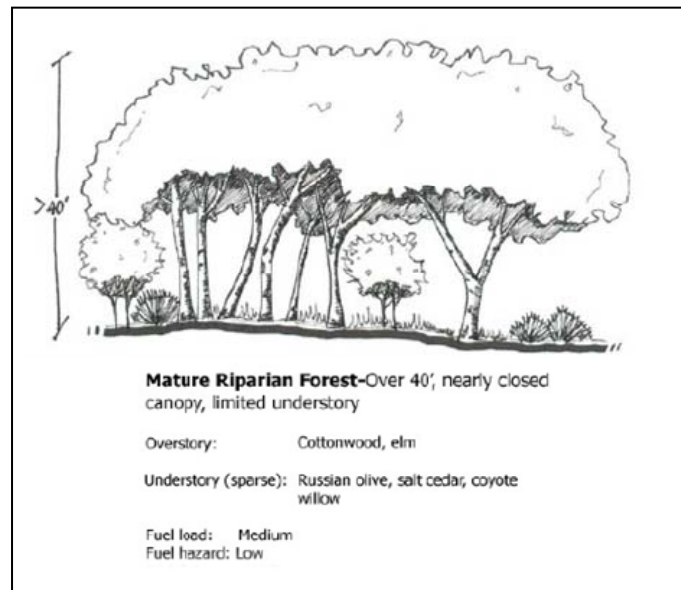 >40'
Mature Riparian Forest-Over 40', nearly closed
canopy, limited understory
Overstory: Cottonwood, elm
Understory (sparse): Russian olive, salt cedar, coyote
willow
Fuel load: Medium
Fuel hazard: Low